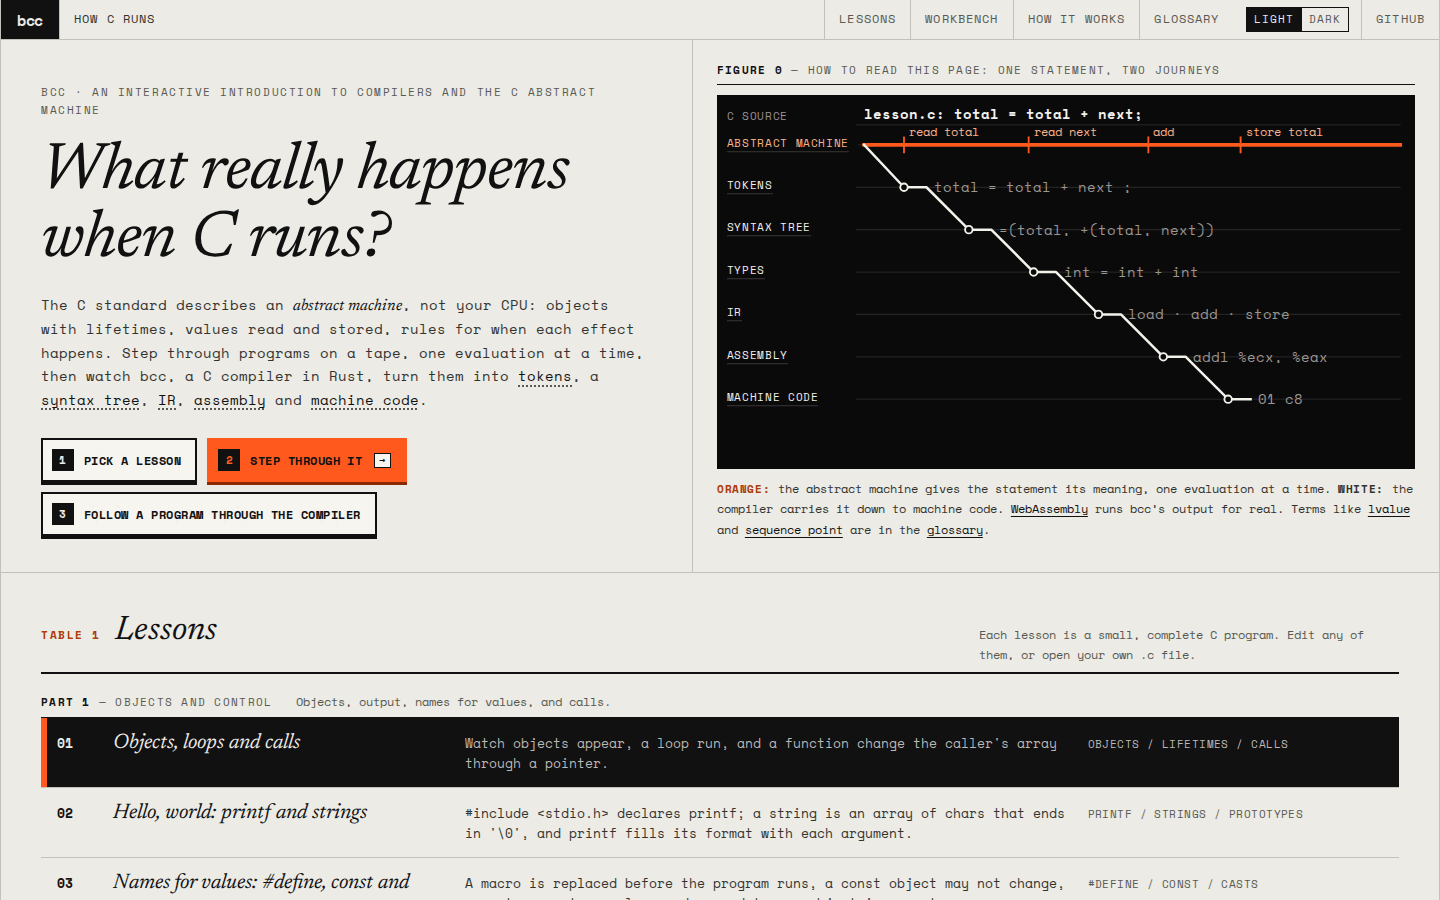 bcc HOW C RUNS LESSONS WORKBENCH HOW IT WORKS GLOSSARY LIGHT DARK GITHUB
BCC · AN INTERACTIVE INTRODUCTION TO COMPILERS AND THE C ABSTRACT
MACHINE
What really happens
when C runs?
The C standard describes an abstract machine, not your CPU: objects
with lifetimes, values read and stored, rules for when each effect
happens. Step through programs on a tape, one evaluation at a time,
then watch bcc, a C compiler in Rust, turn them into tokens, a
syntax tree, IR, assembly and machine code.
1 PICK A LESSON
2 STEP THROUGH IT →
3 FOLLOW A PROGRAM THROUGH THE COMPILER
FIGURE 0 — HOW TO READ THIS PAGE: ONE STATEMENT, TWO JOURNEYS
C SOURCE lesson.c: total = total + next;
read total read next add store total
ABSTRACT MACHINE
TOKENS total = total + next ;
SYNTAX TREE =(total, +(total, next))
TYPES int = int + int
IR load · add · store
ASSEMBLY addl %ecx, %eax
MACHINE CODE 01 c8
ORANGE: the abstract machine gives the statement its meaning, one evaluation at a time. WHITE: the
compiler carries it down to machine code. WebAssembly runs bcc's output for real. Terms like lvalue
and sequence point are in the glossary.
TABLE 1 Lessons
Each lesson is a small, complete C program. Edit any of
them, or open your own .c file.
PART 1 — OBJECTS AND CONTROL Objects, output, names for values, and calls.
01 Objects, loops and calls Watch objects appear, a loop run, and a function change the caller's array OBJECTS / LIFETIMES / CALLS
through a pointer.
02 Hello, world: printf and strings #include <stdio.h> declares printf; a string is an array of chars that ends PRINTF / STRINGS / PROTOTYPES
in '\0', and printf fills its format with each argument.
03 Names for values: #define, const and A macro is replaced before the program runs, a const object may not change, #DEFINE / CONST / CASTS